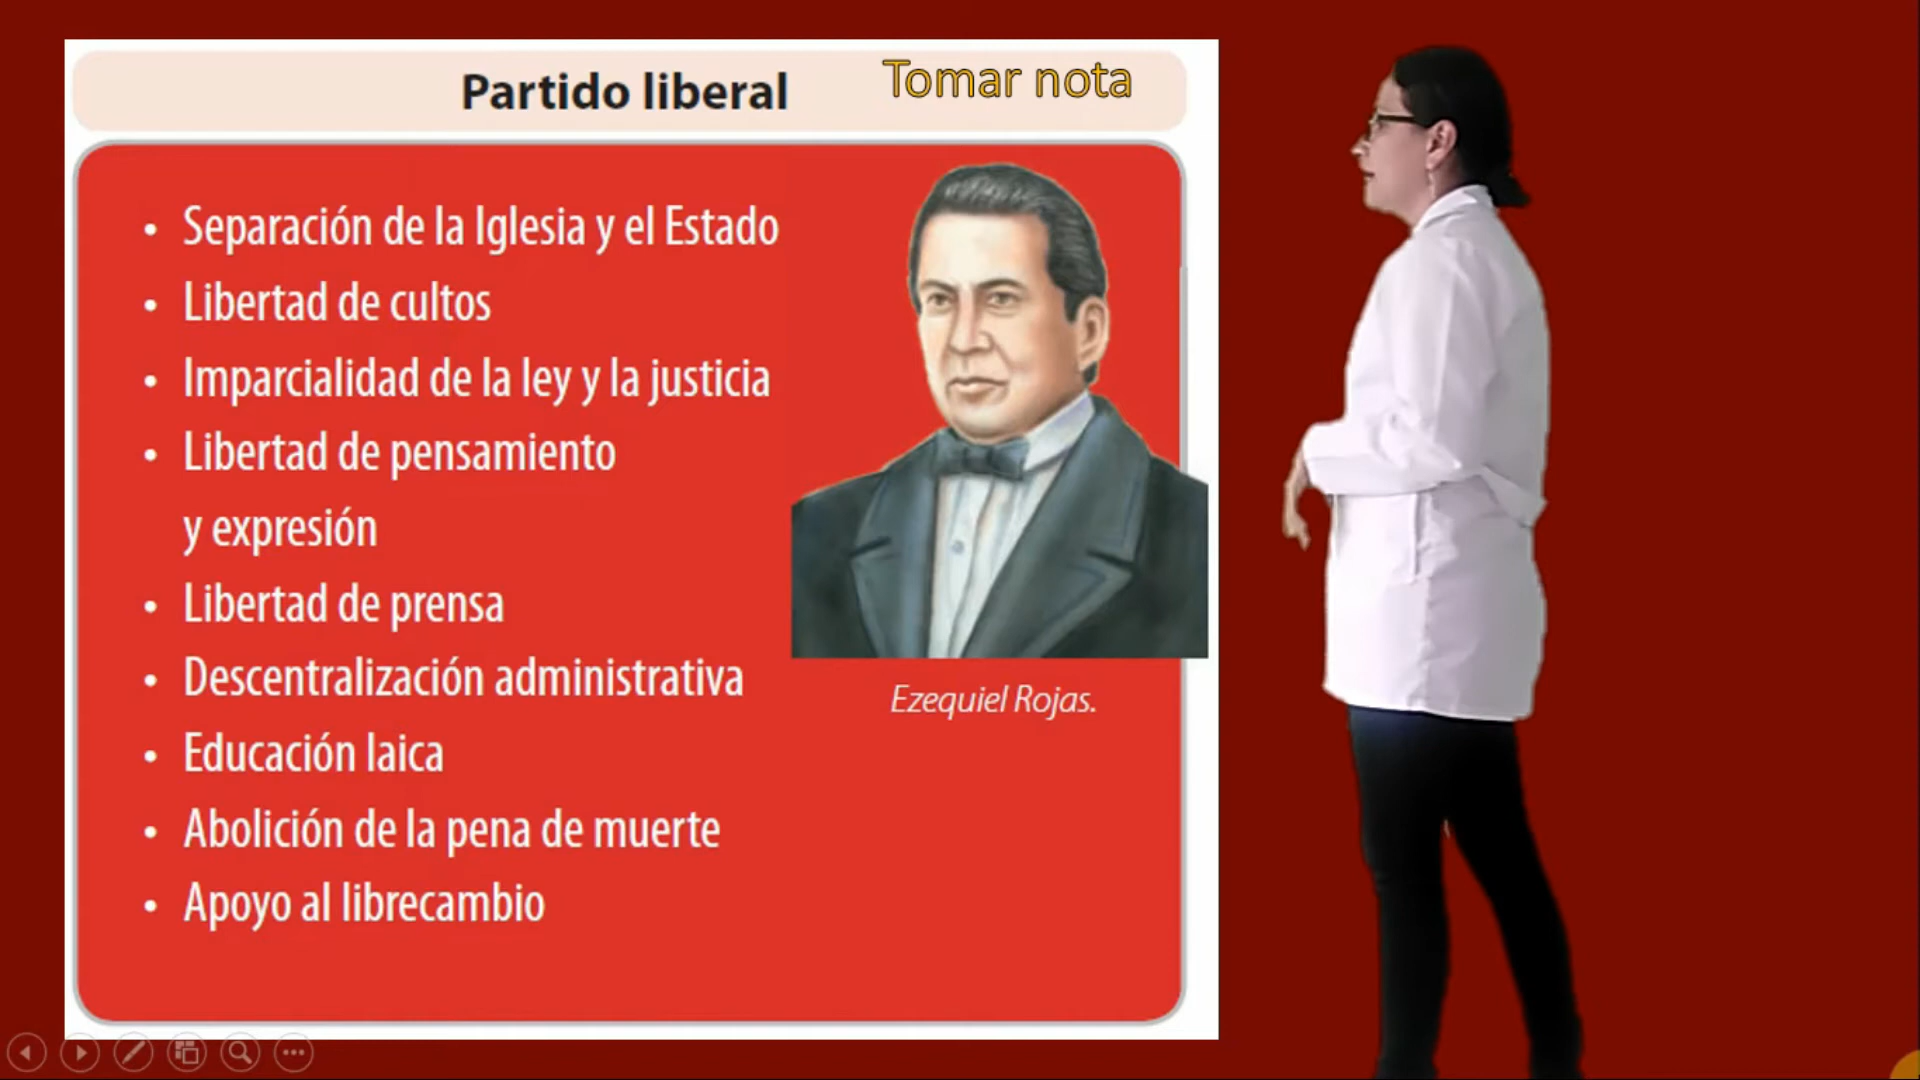 Partido liberal
Tomar nota
• Separación de la Iglesia y el Estado
• Libertad de cultos
• Imparcialidad de la ley y la justicia
• Libertad de pensamiento
y expresión
• Libertad de prensa
• Descentralización administrativa
• Educación laica
• Abolición de la pena de muerte
• Apoyo al librecambio
Ezequiel Rojas.